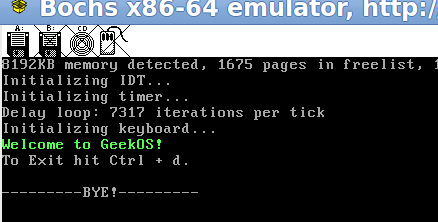 Bochs x86-64 emulator, http:/
A: B: CD
8192KB memory detected, 1675 pages in freelist, 1
Initializing IDT...
Initializing timer...
Delay loop: 7317 iterations per tick
Initializing keyboard...
Welcome to GeekOS!
To Exit hit Ctrl + d.
---------BYE!---------